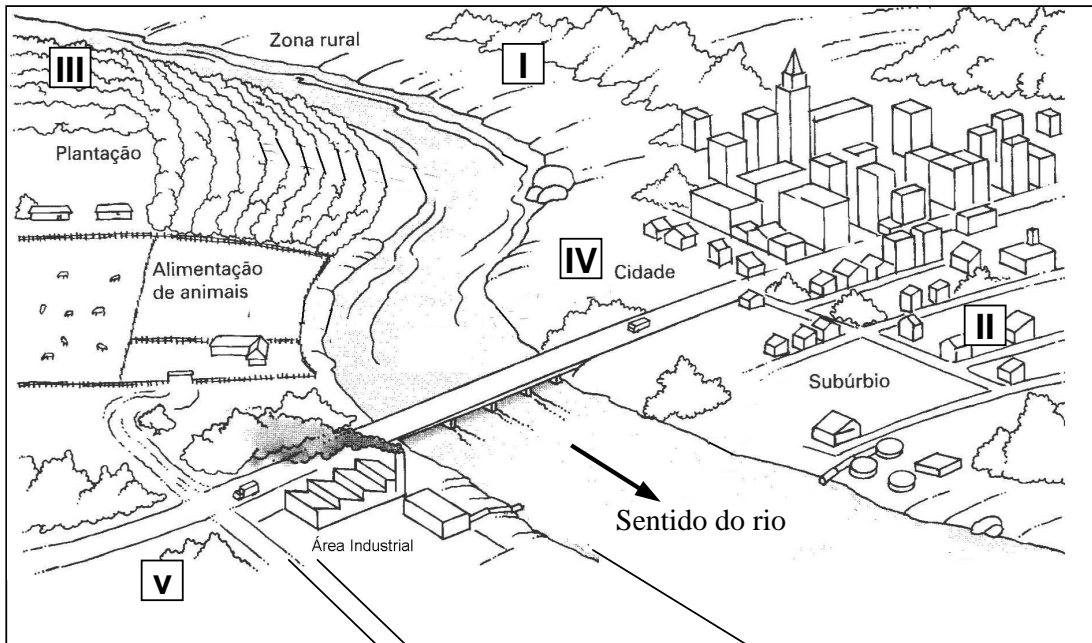 Zona rural
I
III
Plantação
Alimentação
de animais
IV
Cidade
II
Subúrbio
Sentido do rio
Área Industrial
V